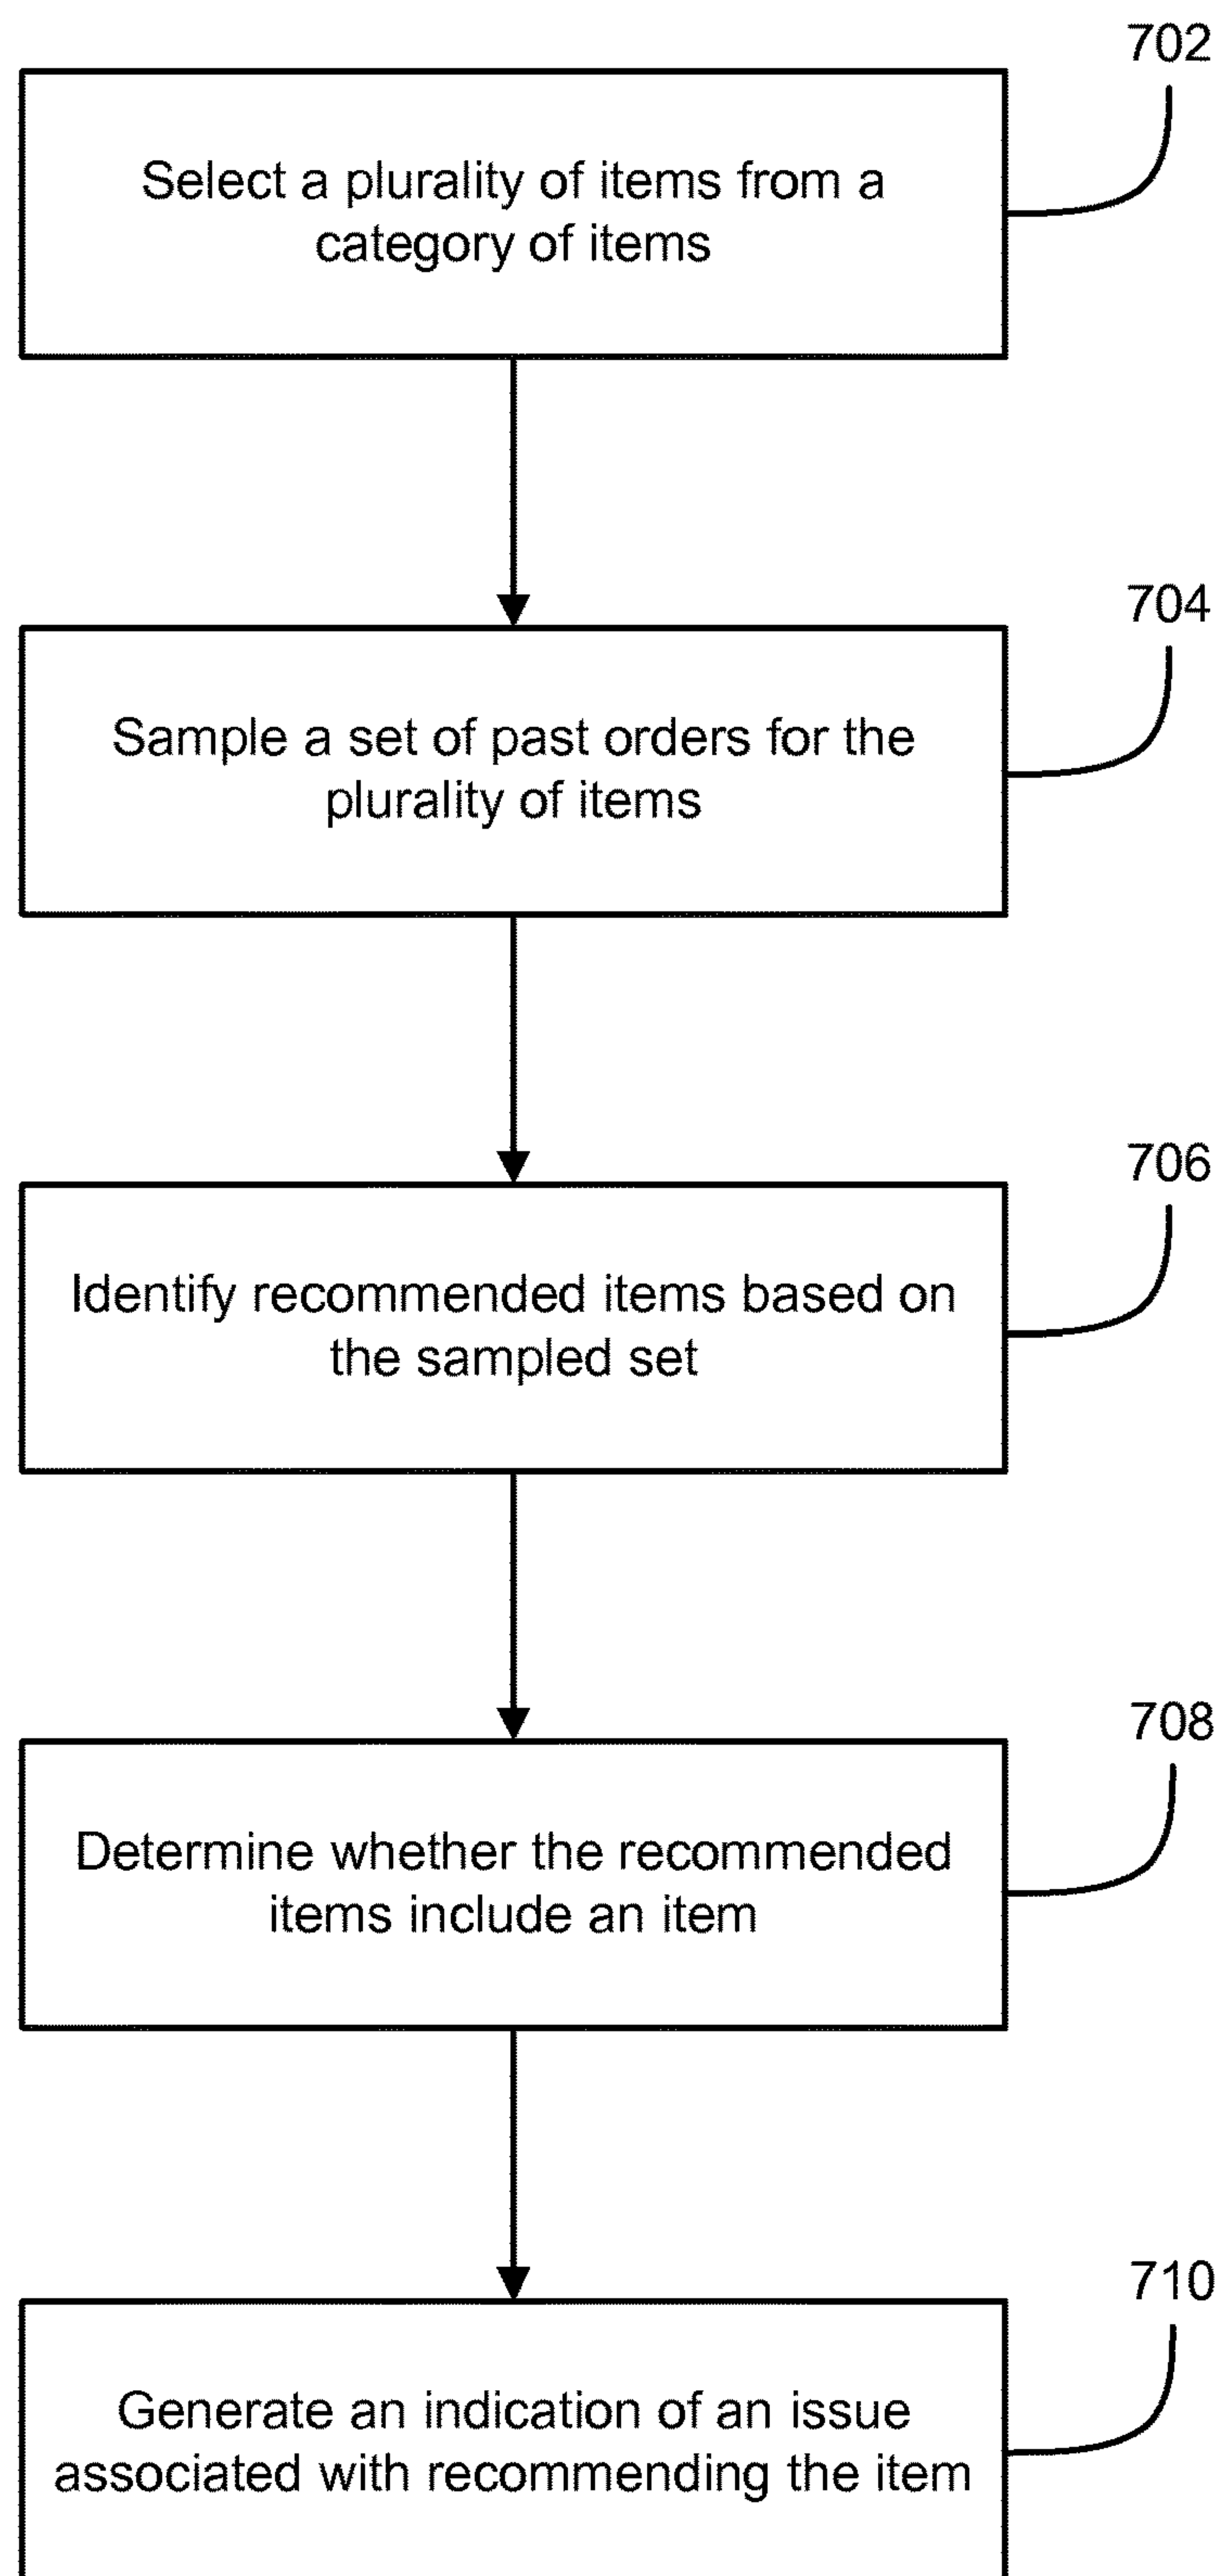 702
Select a plurality of items from a
category of items
704
Sample a set of past orders for the
plurality of items
706
Identify recommended items based on
the sampled set
708
Determine whether the recommended
items include an item
710
Generate an indication of an issue
associated with recommending the item